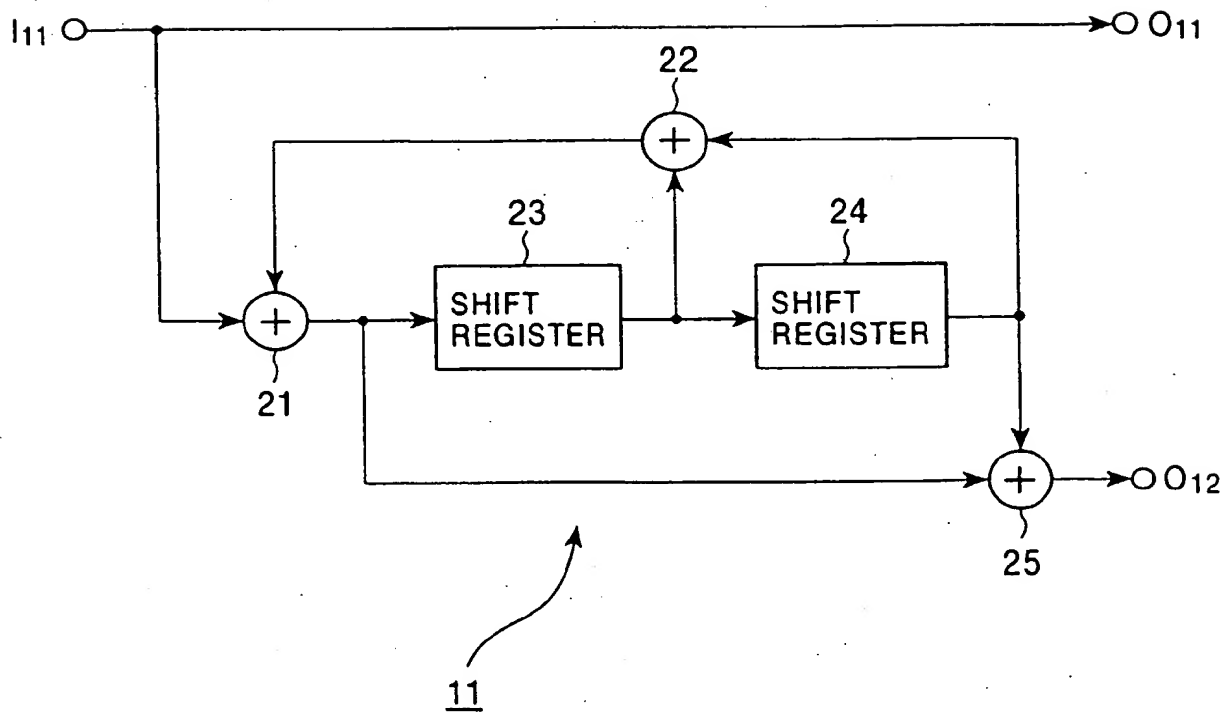 I11
O11
22
23
24
SHIFT
REGISTER
SHIFT
REGISTER
21
O12
25
11